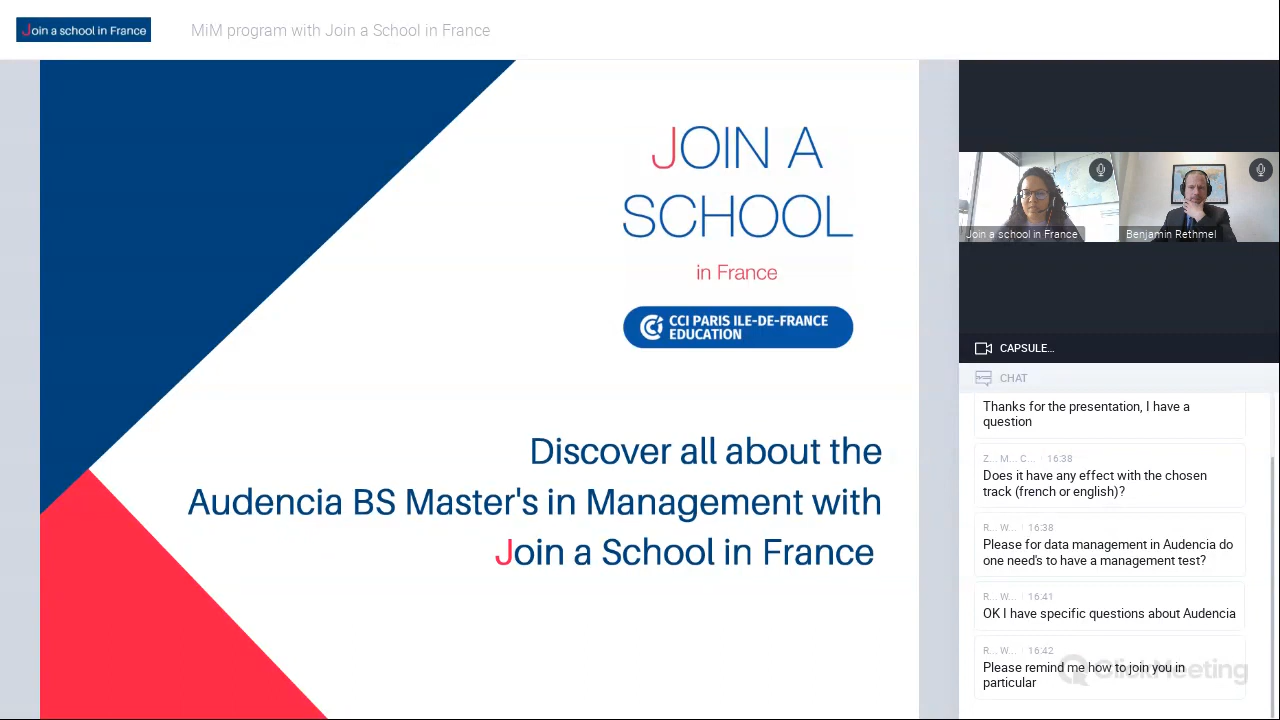 Join a school in France
MiM program with Join a School in France
JOIN A
SCHOOL
in France
CCI PARIS ILE-DE-FRANCE
EDUCATION
Discover all about the
Audencia BS Master's in Management with
Join a School in France
Join a school in France
Benjamin Rethmel
CAPSULE...
CHAT
Thanks for the presentation, I have a
question
Z... M... C... 16:38
Does it have any effect with the chosen
track (french or english)?
R... W... 16:38
Please for data management in Audencia do
one need's to have a management test?
R... W... 16:41
OK I have specific questions about Audencia
R... W... 16:42
Please remind me how to join you in
particular
ClickMeeting